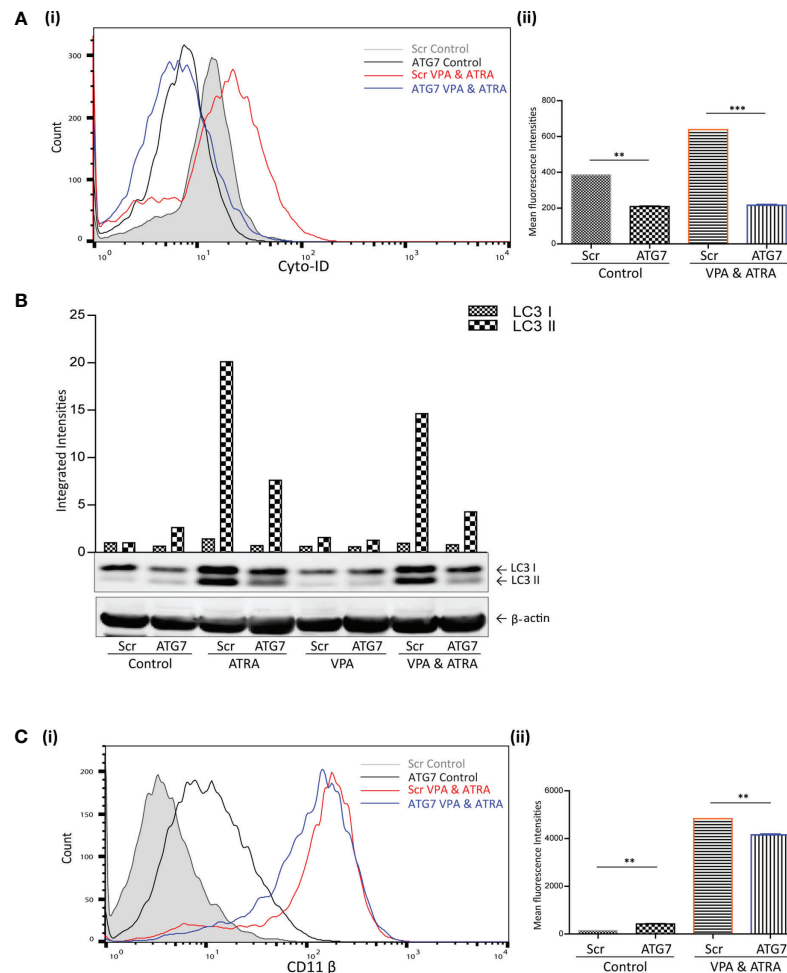 A (i) (ii)
Scr Control
ATG7 Control
Scr VPA & ATRA
ATG7 VPA & ATRA
300
200
100
0
Count
10⁰ 10¹ 10² 10³ 10⁴
Cyto-ID
800
600
400
200
0
Mean fluorescence Intensities
**
***
Scr ATG7 Scr ATG7
Control VPA & ATRA
B
LC3 I
LC3 II
25
20
15
10
5
0
Integrated Intensities
← LC3 I
← LC3 II
← β-actin
Scr ATG7 Scr ATG7 Scr ATG7 Scr ATG7
Control ATRA VPA VPA & ATRA
C (i) (ii)
Scr Control
ATG7 Control
Scr VPA & ATRA
ATG7 VPA & ATRA
200
150
100
50
0
Count
10⁰ 10¹ 10² 10³ 10⁴
CD11 β
6000
4000
2000
0
Mean fluorescence Intensities
**
**
Scr ATG7 Scr ATG7
Control VPA & ATRA